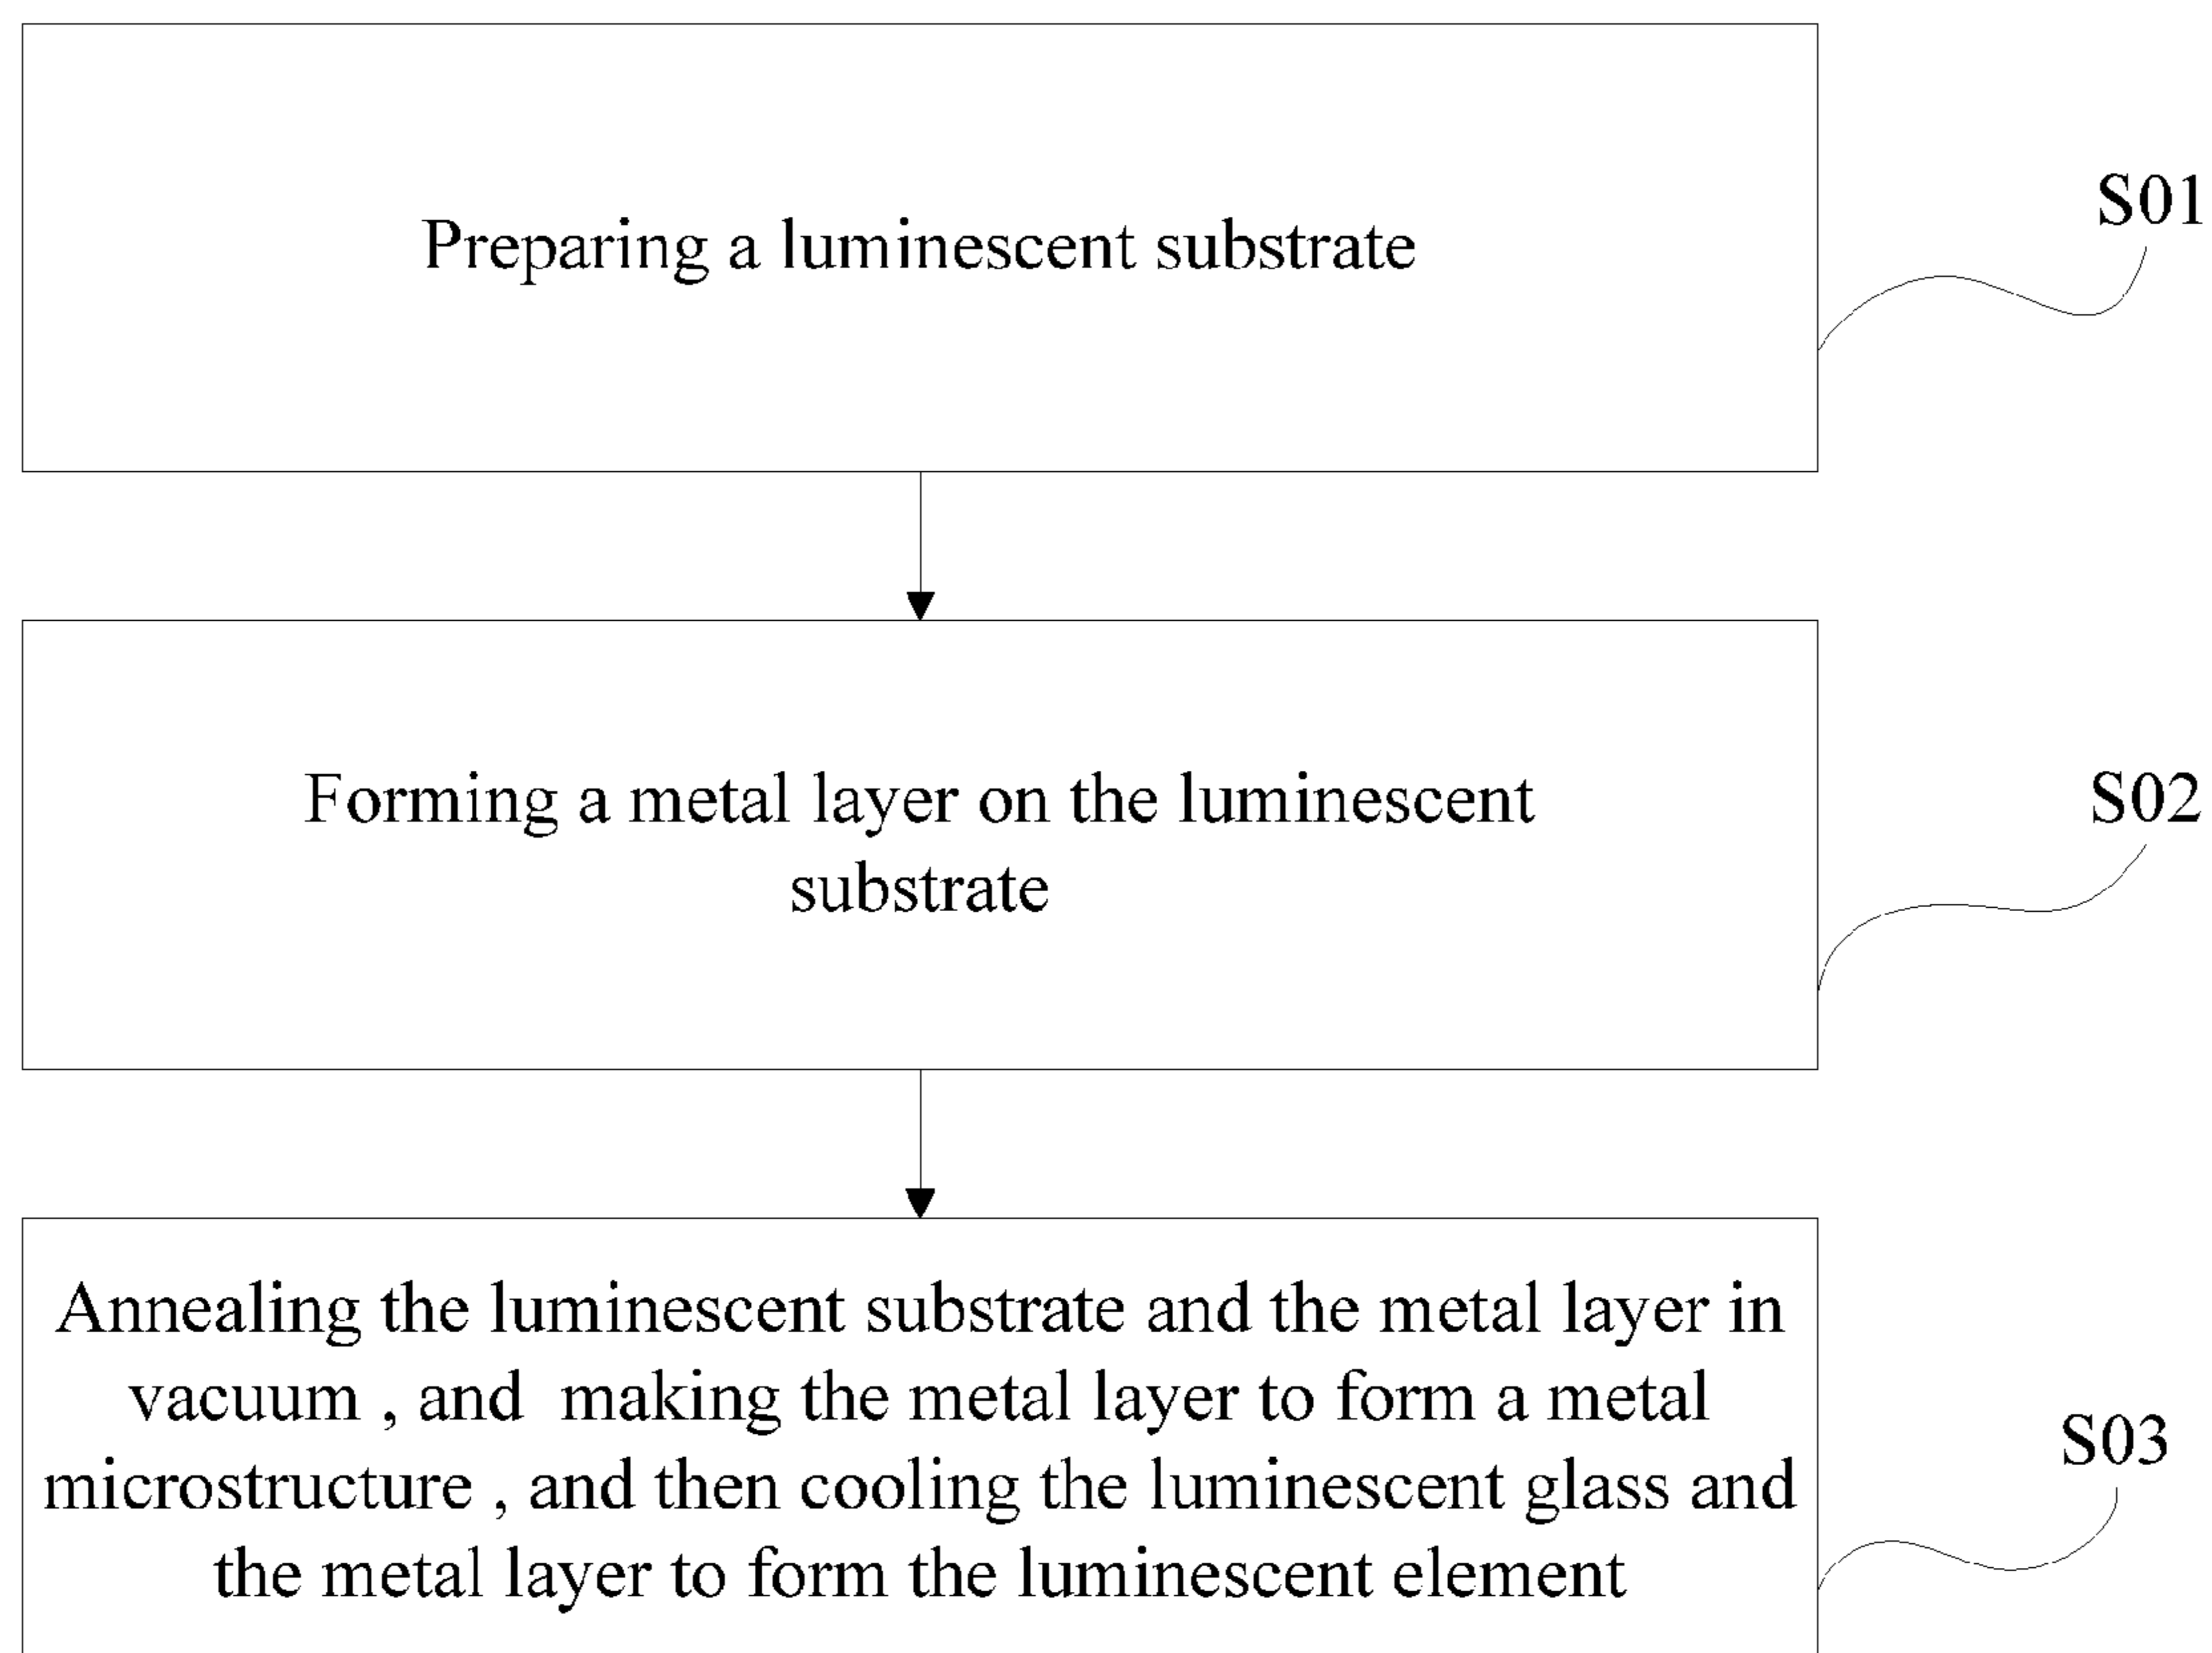 Preparing a luminescent substrate
S01
Forming a metal layer on the luminescent
substrate
S02
Annealing the luminescent substrate and the metal layer in
vacuum , and making the metal layer to form a metal
microstructure , and then cooling the luminescent glass and
the metal layer to form the luminescent element
S03